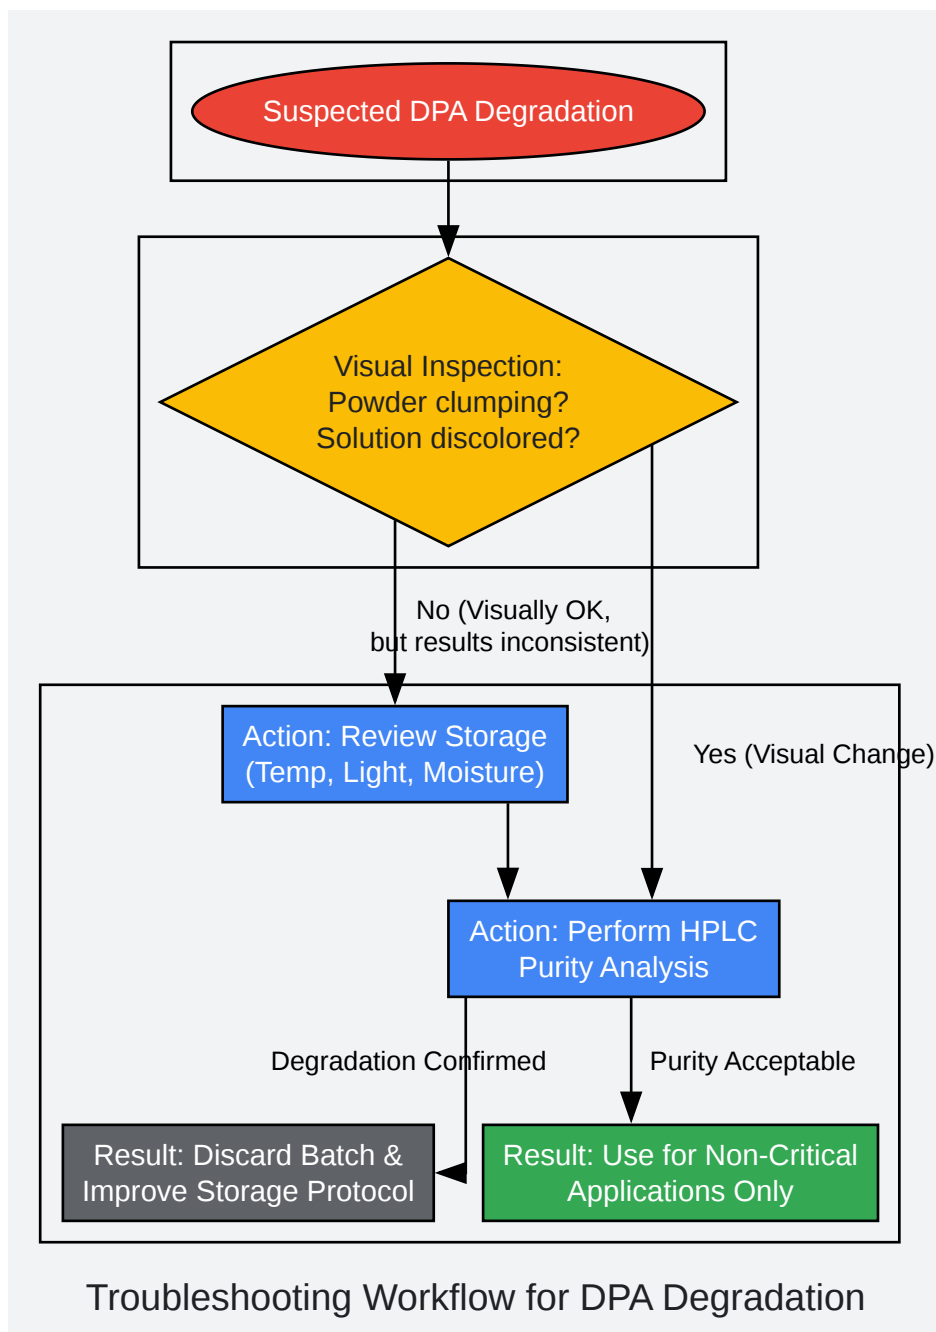 Suspected DPA Degradation
Visual Inspection:
Powder clumping?
Solution discolored?
No (Visually OK,
but results inconsistent)
Action: Review Storage
(Temp, Light, Moisture)
Yes (Visual Change)
Action: Perform HPLC
Purity Analysis
Degradation Confirmed
Purity Acceptable
Result: Discard Batch &
Improve Storage Protocol
Result: Use for Non-Critical
Applications Only
Troubleshooting Workflow for DPA Degradation